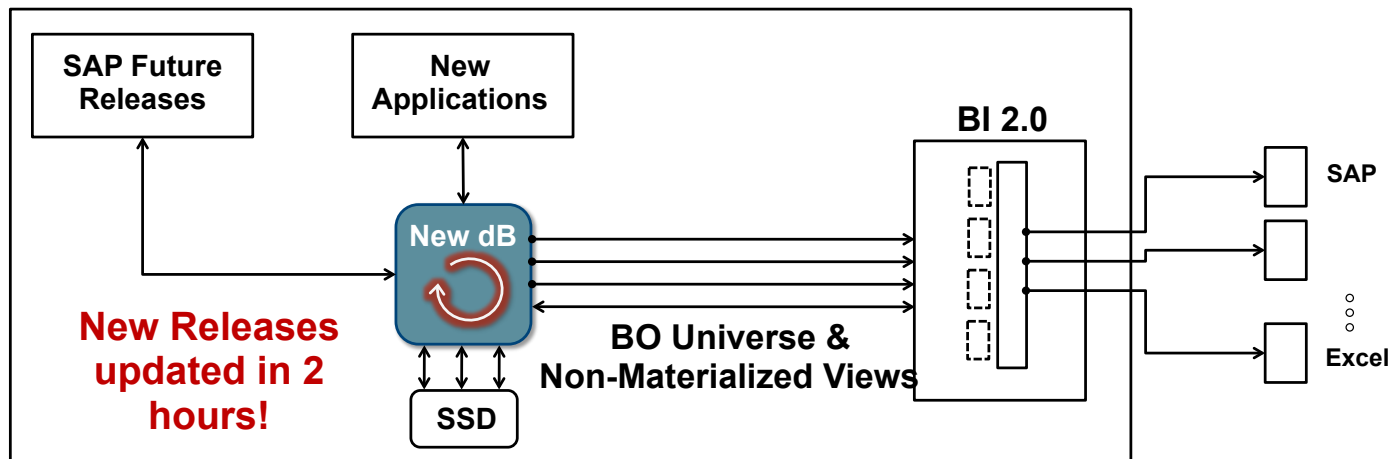 SAP Future
Releases
New
Applications
BI 2.0
SAP
New dB
New Releases
updated in 2
hours!
BO Universe &
Non-Materialized Views
Excel
SSD